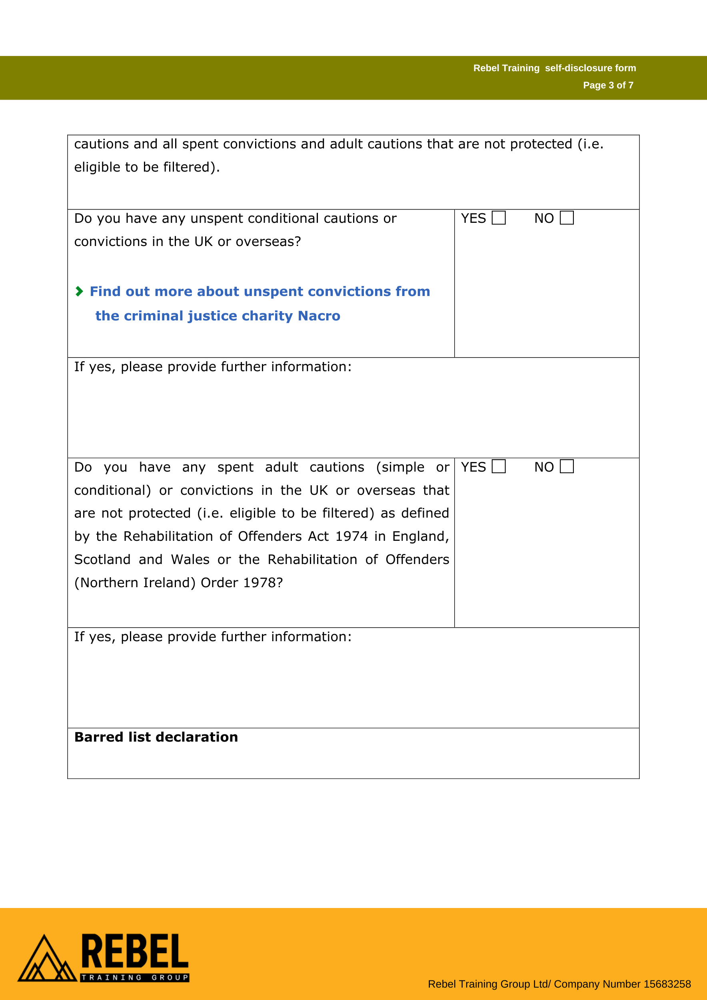 Rebel Training  self-disclosure form
Page 3 of 7
cautions and all spent convictions and adult cautions that are not protected (i.e.
eligible to be filtered).
Do you have any unspent conditional cautions or
convictions in the UK or overseas?
YES ☐ NO ☐
Find out more about unspent convictions from
the criminal justice charity Nacro
If yes, please provide further information:
Do you have any spent adult cautions (simple or
conditional) or convictions in the UK or overseas that
are not protected (i.e. eligible to be filtered) as defined
by the Rehabilitation of Offenders Act 1974 in England,
Scotland and Wales or the Rehabilitation of Offenders
(Northern Ireland) Order 1978?
YES ☐ NO ☐
If yes, please provide further information:
Barred list declaration
REBEL
TRAINING GROUP
Rebel Training Group Ltd/ Company Number 15683258